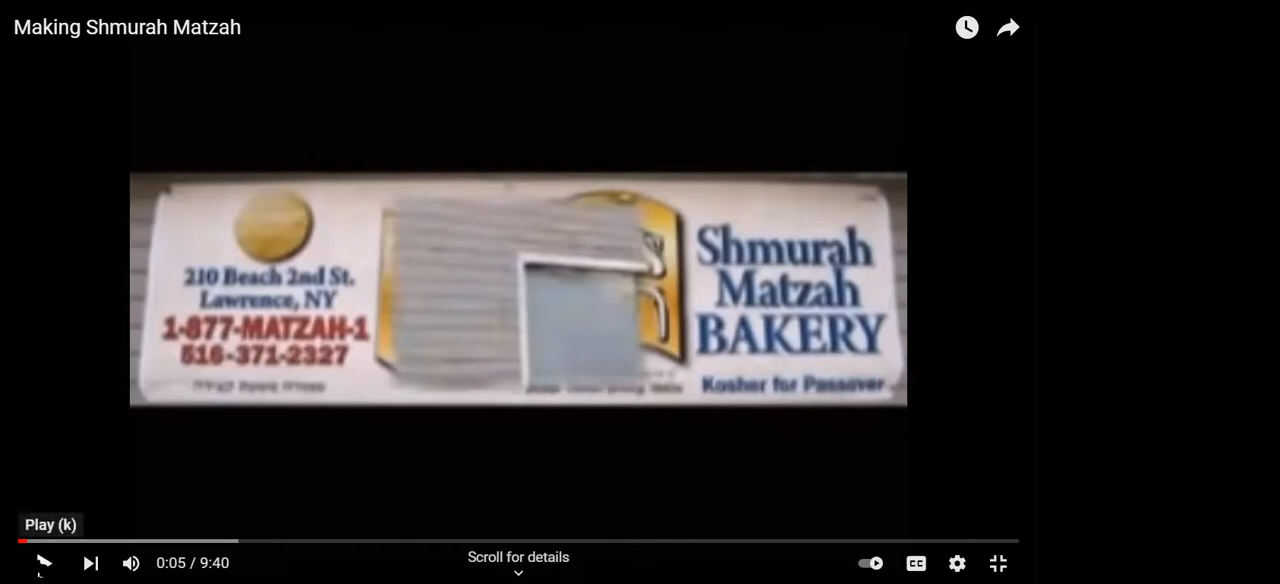 Making Shmurah Matzah
210 Beach 2nd St.
Lawrence, NY
1-877-MATZAH-1
516-371-2327
Shmurah
Matzah
BAKERY
Kosher for Passover
Play (k)
0:05 / 9:40
Scroll for details
CC